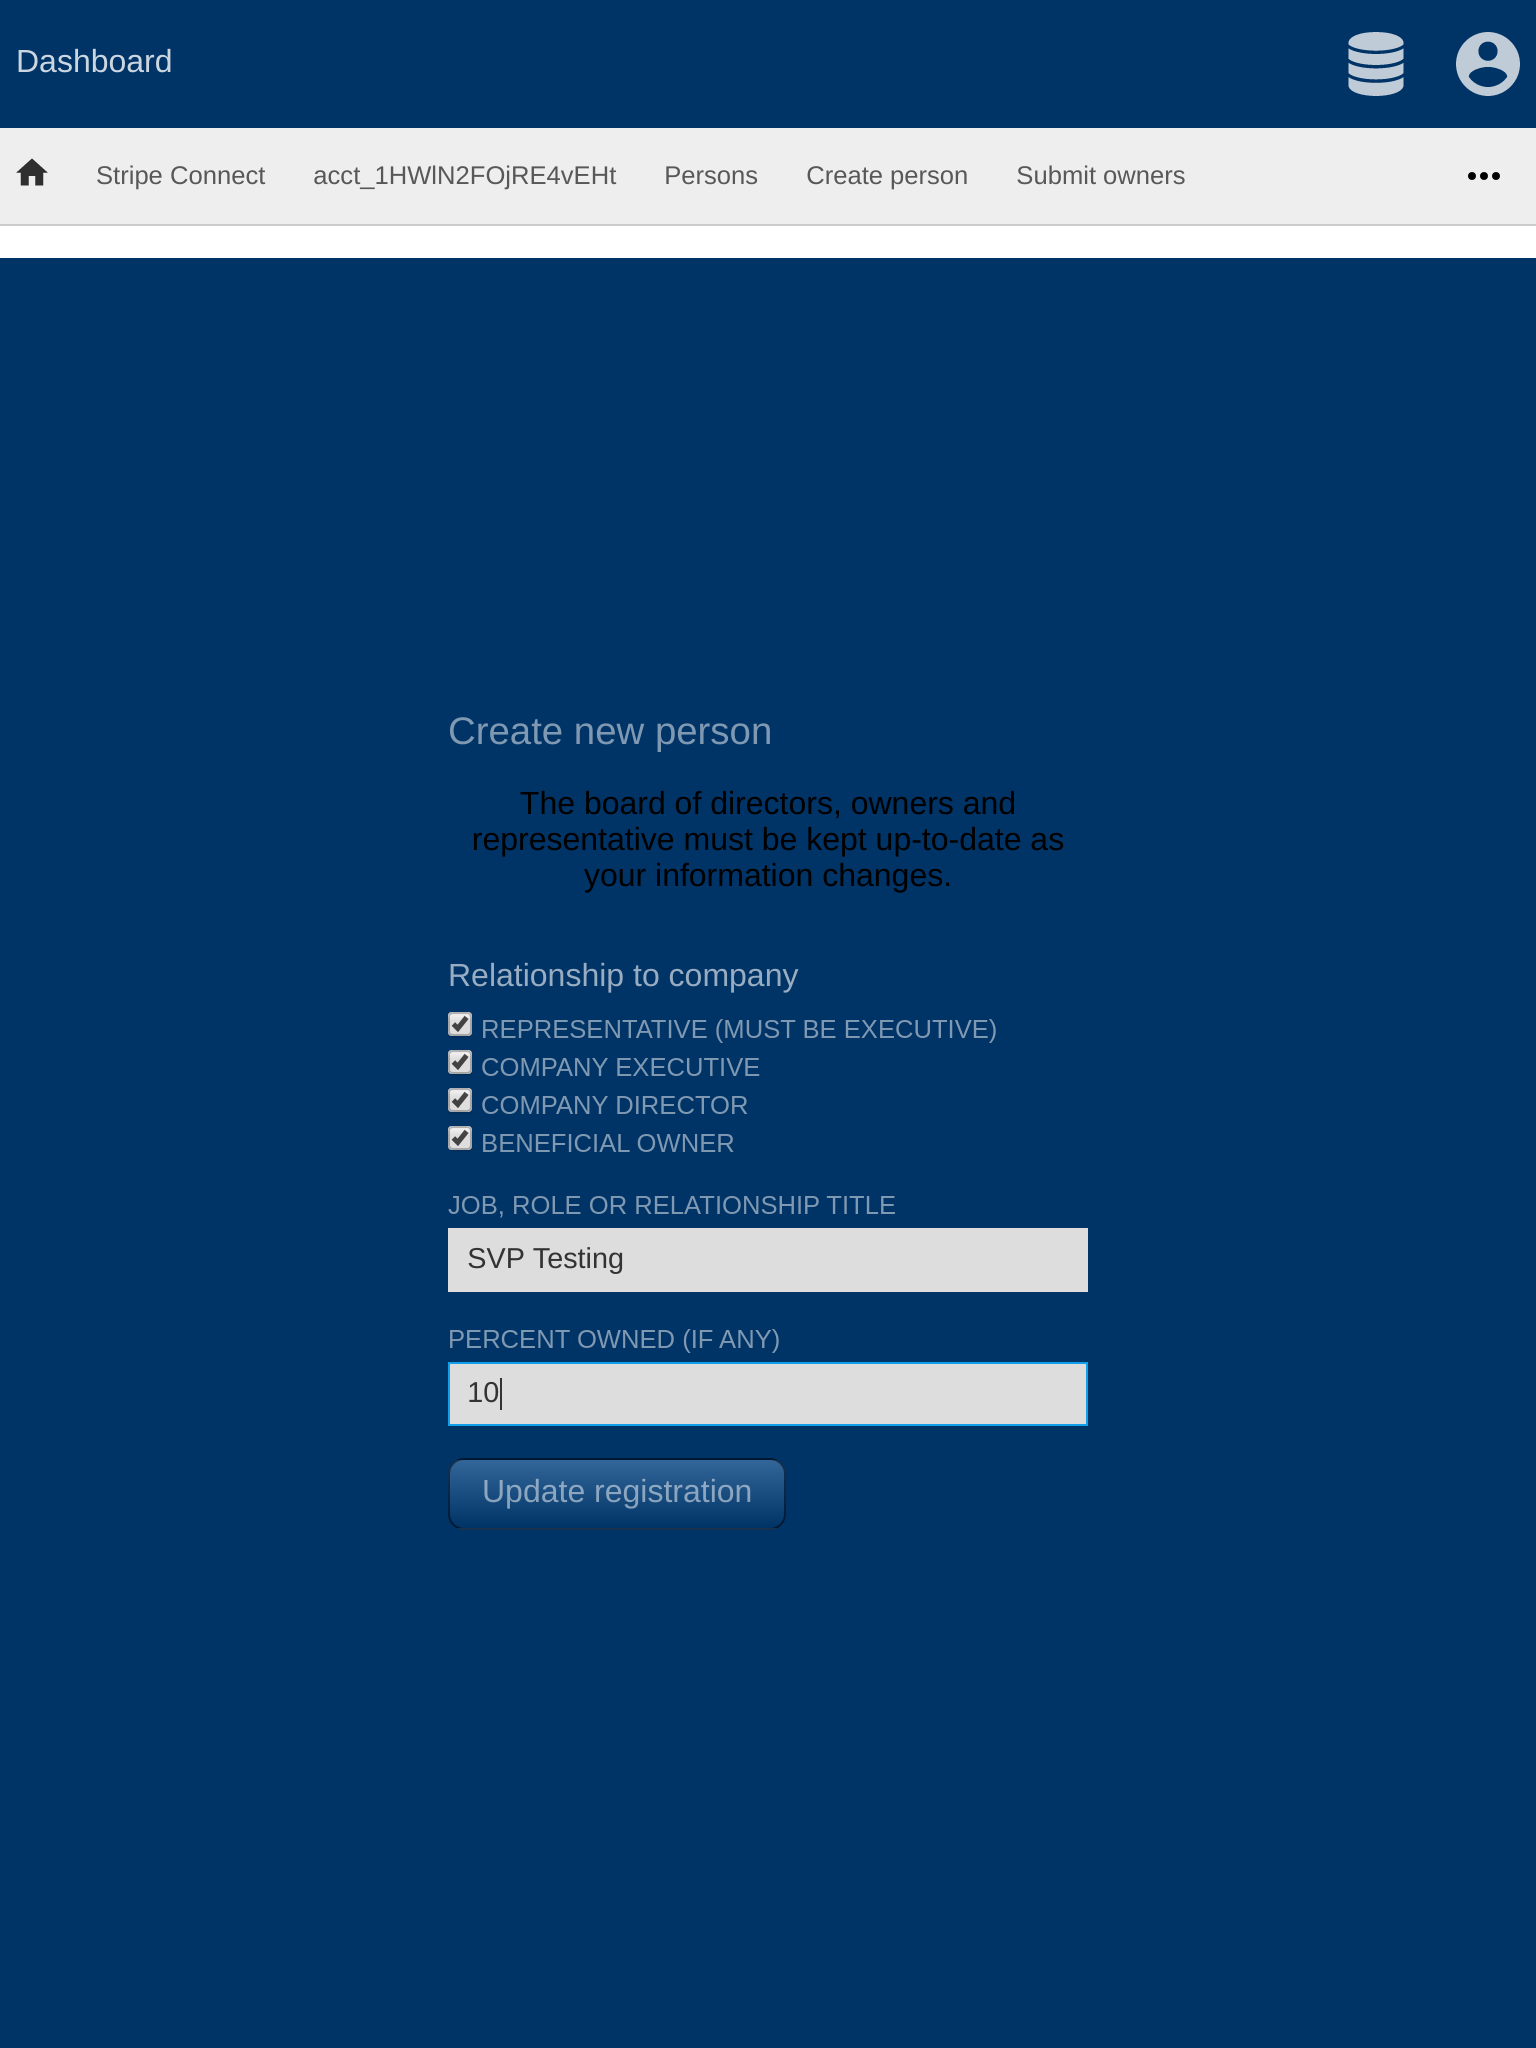 Dashboard
Stripe Connect acct_1HWlN2FOjRE4vEHt Persons Create person Submit owners
Create new person
The board of directors, owners and
representative must be kept up-to-date as
your information changes.
Relationship to company
REPRESENTATIVE (MUST BE EXECUTIVE)
COMPANY EXECUTIVE
COMPANY DIRECTOR
BENEFICIAL OWNER
JOB, ROLE OR RELATIONSHIP TITLE
SVP Testing
PERCENT OWNED (IF ANY)
10
Update registration